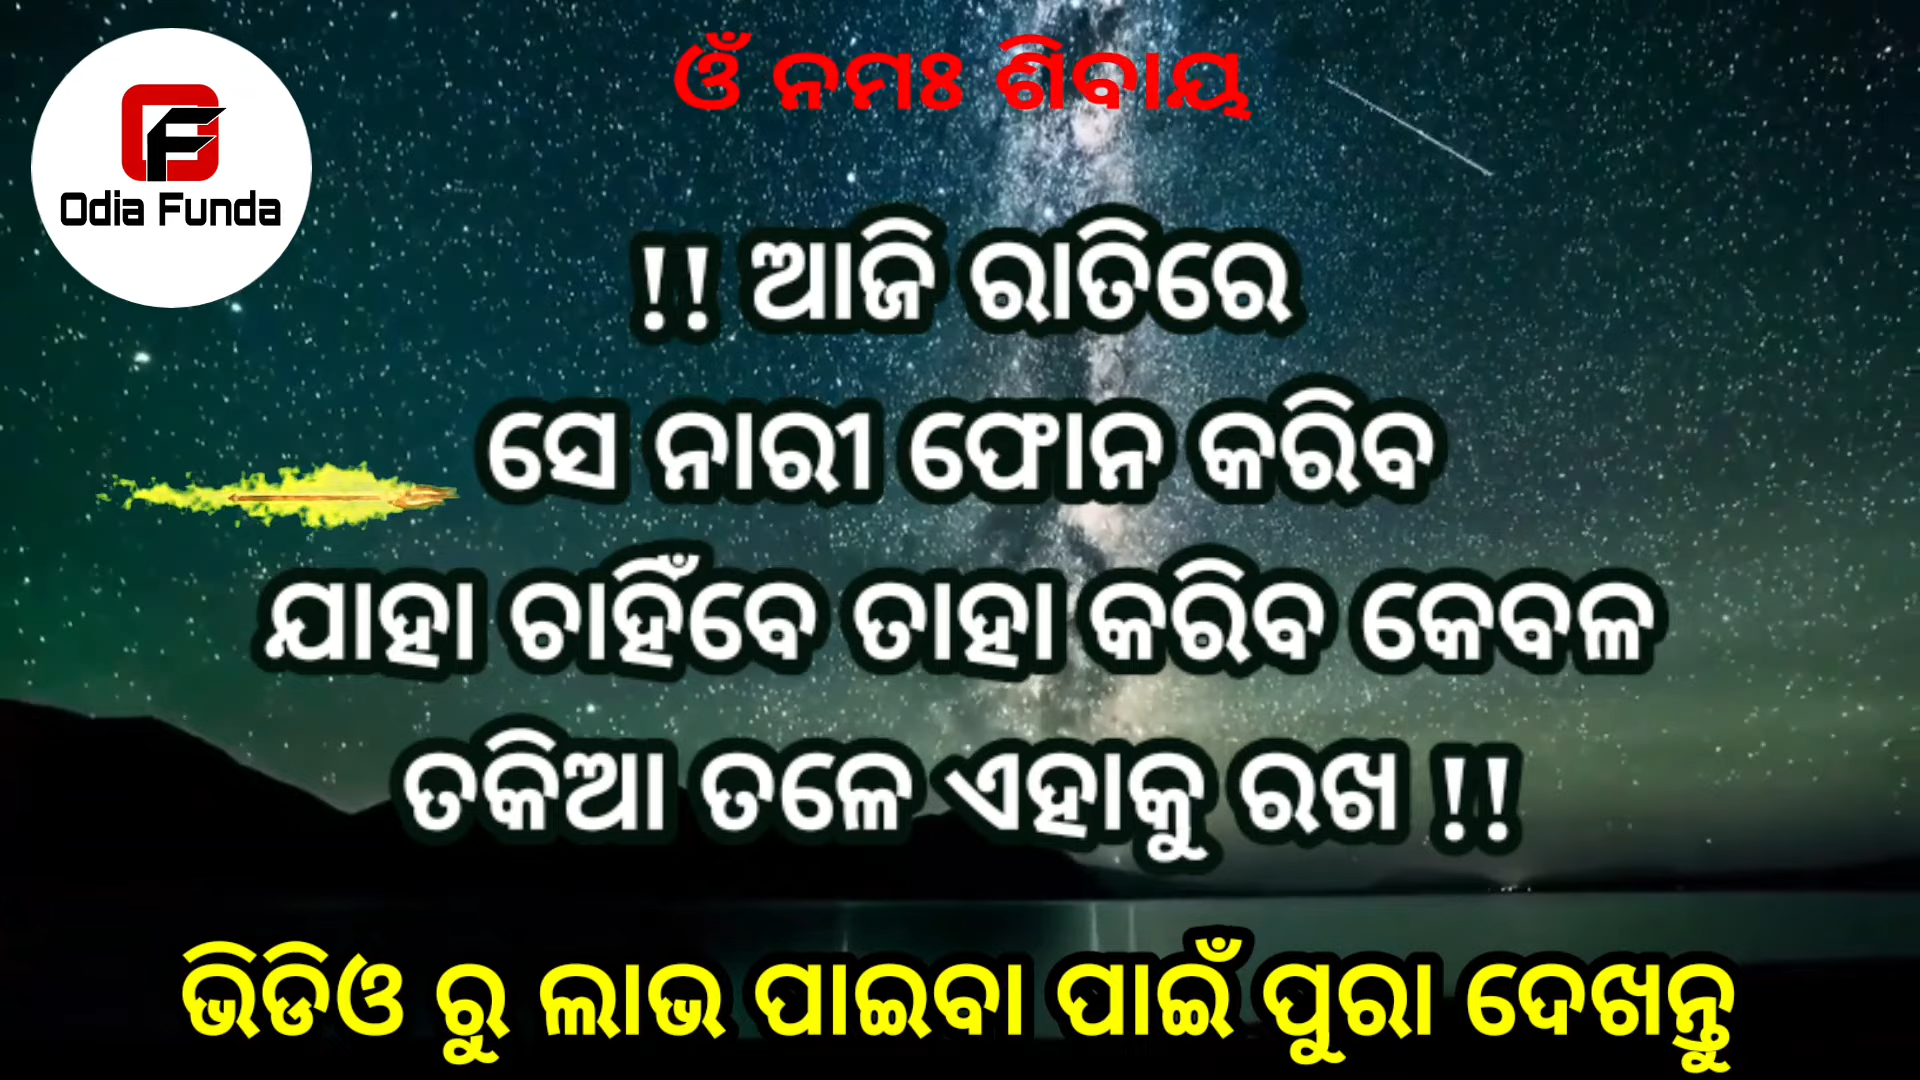 ଓଁ ନମଃ ଶିବାୟ
Odia Funda
!! ଆଜି ରାତିରେ
ସେ ନାରୀ ଫୋନ କରିବ
ଯାହା ଚାହିଁବେ ତାହା କରିବ କେବଳ
ତକିଆ ତଳେ ଏହାକୁ ରଖ !!
ଭିଡିଓ ରୁ ଲାଭ ପାଇବା ପାଇଁ ପୁରା ଦେଖନ୍ତୁ